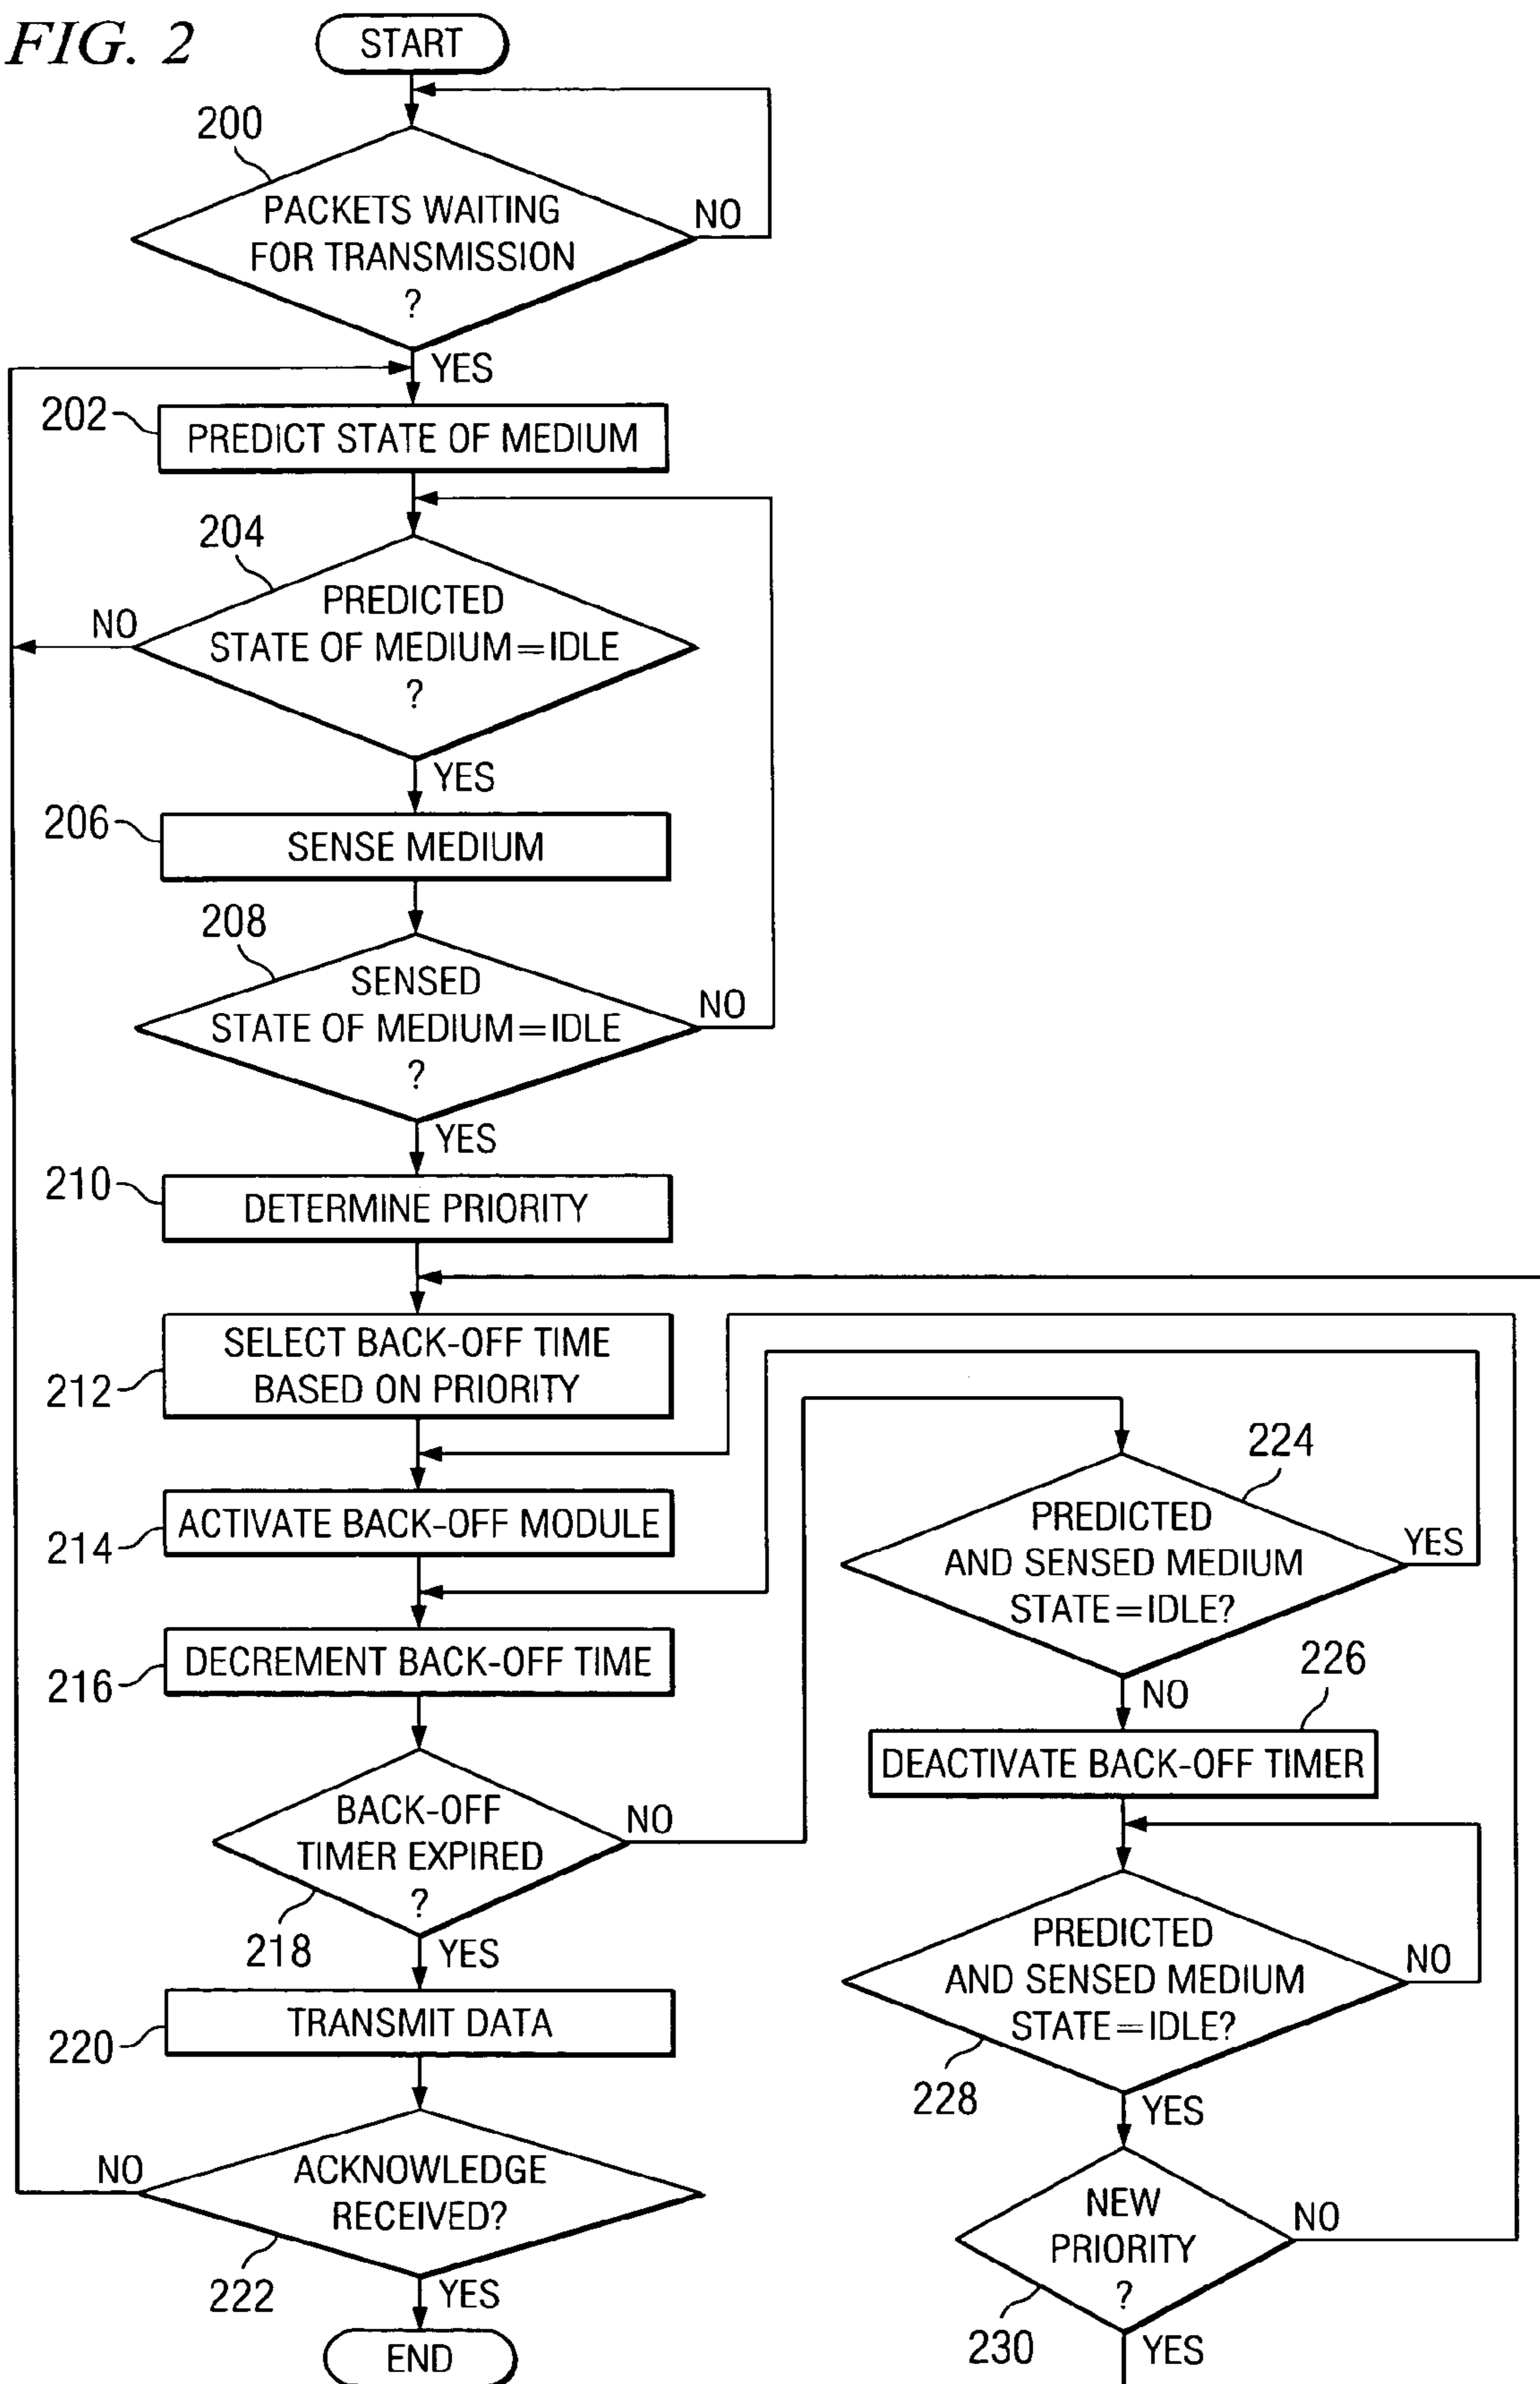 FIG. 2
START
200
PACKETS WAITING
FOR TRANSMISSION
?
NO
YES
202
PREDICT STATE OF MEDIUM
204
PREDICTED
STATE OF MEDIUM=IDLE
?
NO
YES
206
SENSE MEDIUM
208
SENSED
STATE OF MEDIUM=IDLE
?
NO
YES
210
DETERMINE PRIORITY
212
SELECT BACK-OFF TIME
BASED ON PRIORITY
214
ACTIVATE BACK-OFF MODULE
216
DECREMENT BACK-OFF TIME
BACK-OFF
TIMER EXPIRED
?
NO
218
YES
220
TRANSMIT DATA
NO
ACKNOWLEDGE
RECEIVED?
222
YES
END
224
PREDICTED
AND SENSED MEDIUM
STATE=IDLE?
YES
NO
226
DEACTIVATE BACK-OFF TIMER
PREDICTED
AND SENSED MEDIUM
STATE=IDLE?
NO
228
YES
NEW
PRIORITY
?
NO
230
YES